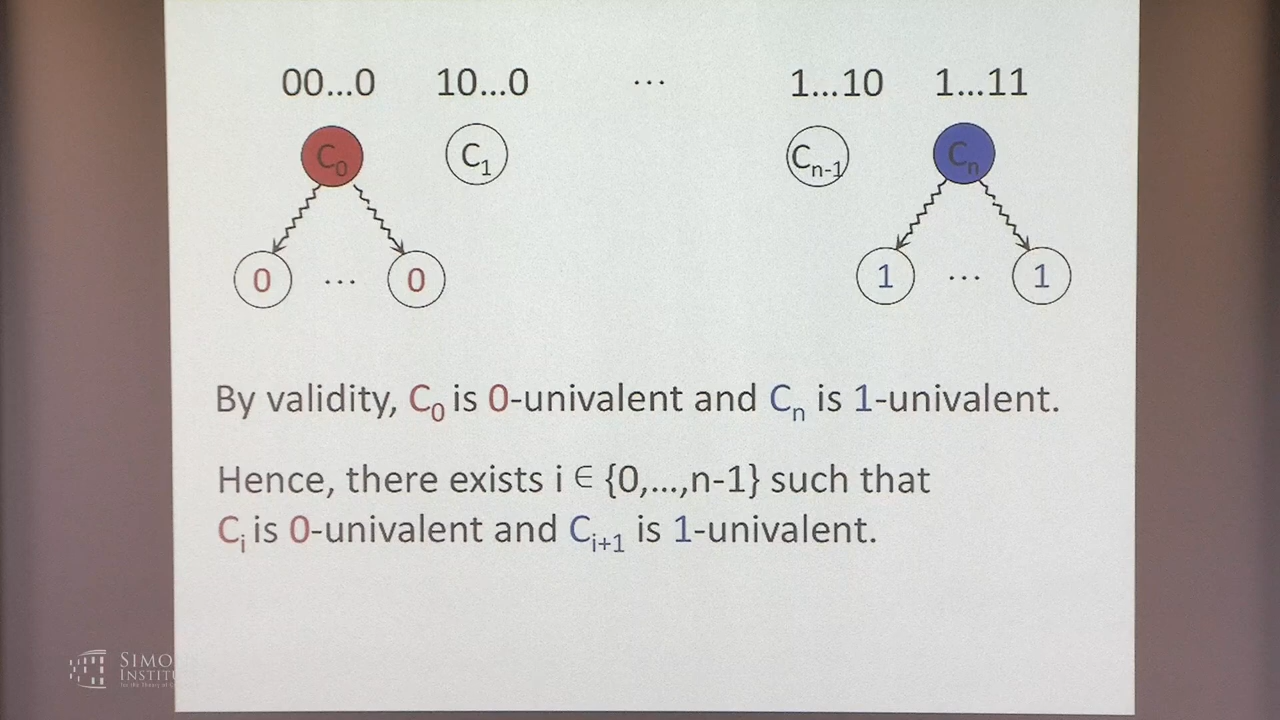 00...0 10...0 ... 1...10 1...11
C0 C1 Cn-1 Cn
0 ... 0 1 ... 1
By validity, C0 is 0-univalent and Cn is 1-univalent.
Hence, there exists i ∈ {0,...,n-1} such that
Ci is 0-univalent and Ci+1 is 1-univalent.